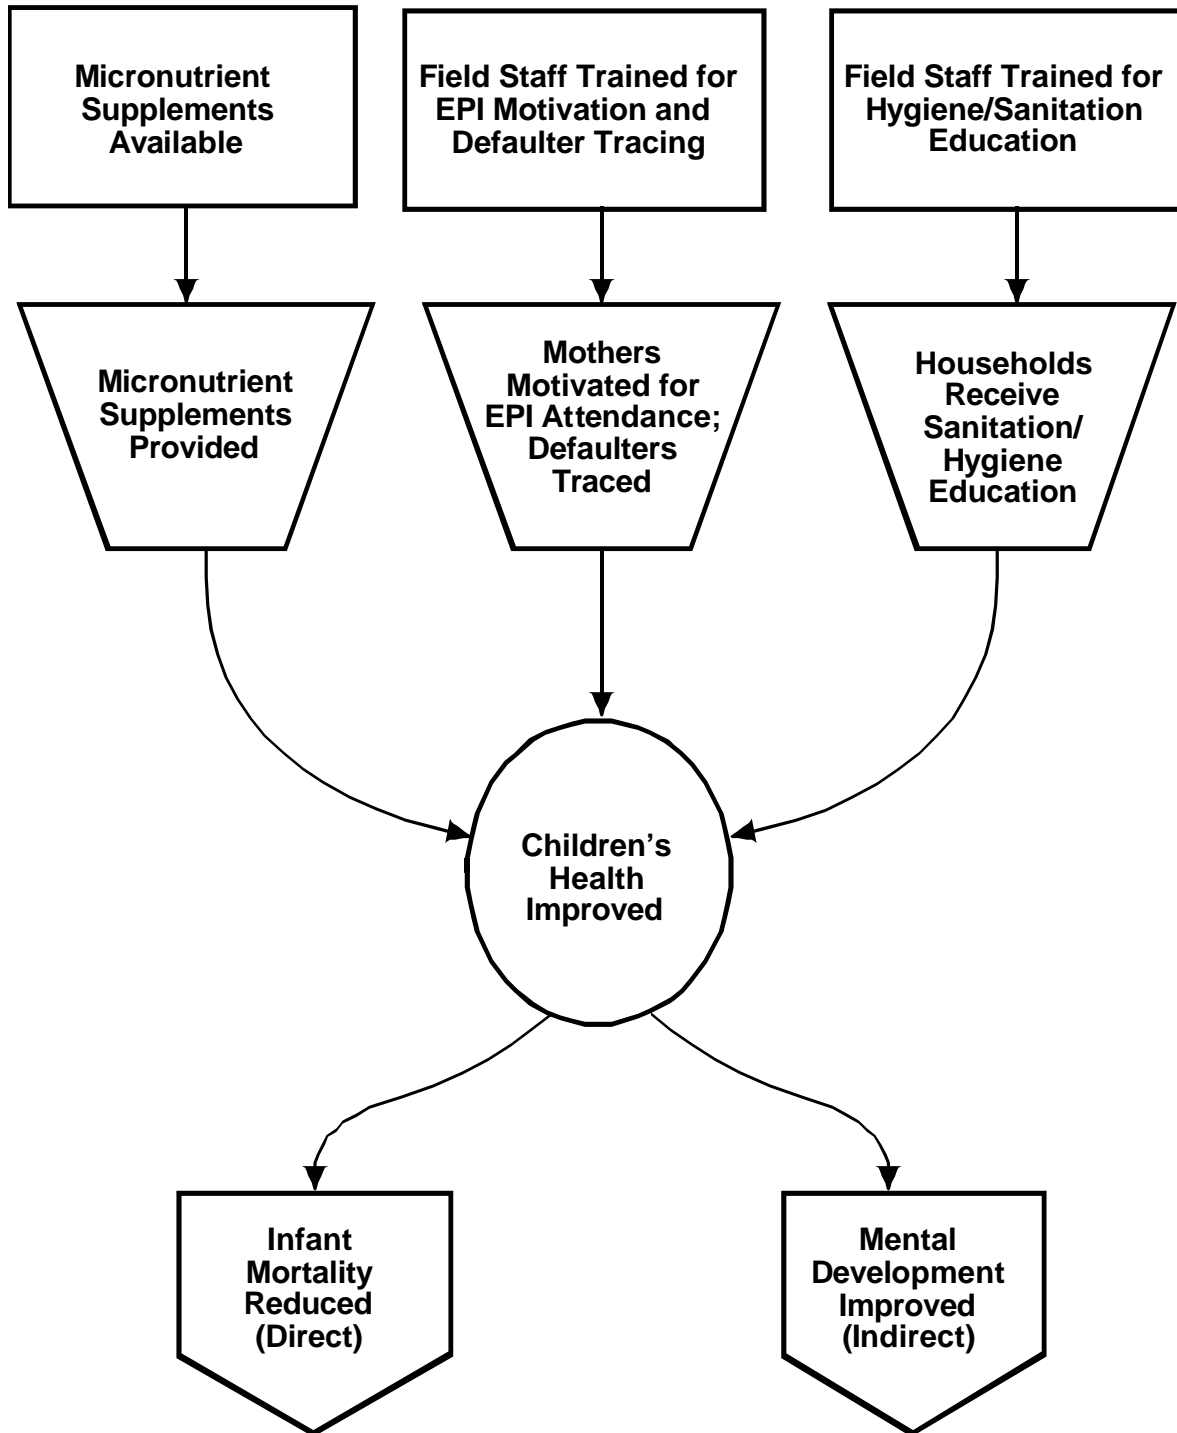 Micronutrient
Supplements
Available
Field Staff Trained for
EPI Motivation and
Defaulter Tracing
Field Staff Trained for
Hygiene/Sanitation
Education
Micronutrient
Supplements
Provided
Mothers
Motivated for
EPI Attendance;
Defaulters
Traced
Households
Receive
Sanitation/
Hygiene
Education
Children’s
Health
Improved
Infant
Mortality
Reduced
(Direct)
Mental
Development
Improved
(Indirect)